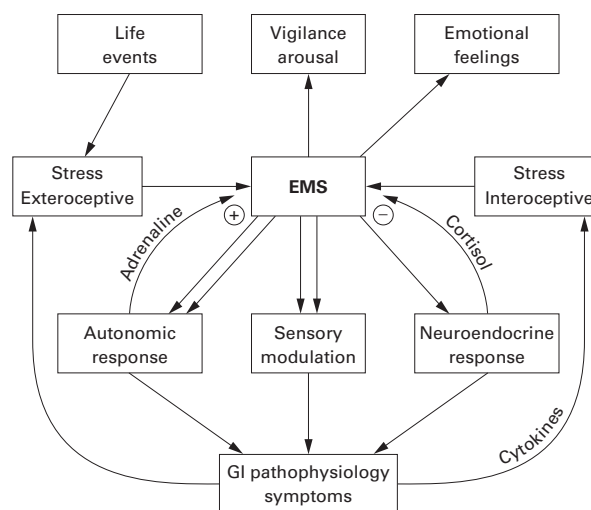 Life
events
Vigilance
arousal
Emotional
feelings
Stress
Exteroceptive
EMS
Stress
Interoceptive
+
−
Adrenaline
Cortisol
Autonomic
response
Sensory
modulation
Neuroendocrine
response
Cytokines
GI pathophysiology
symptoms